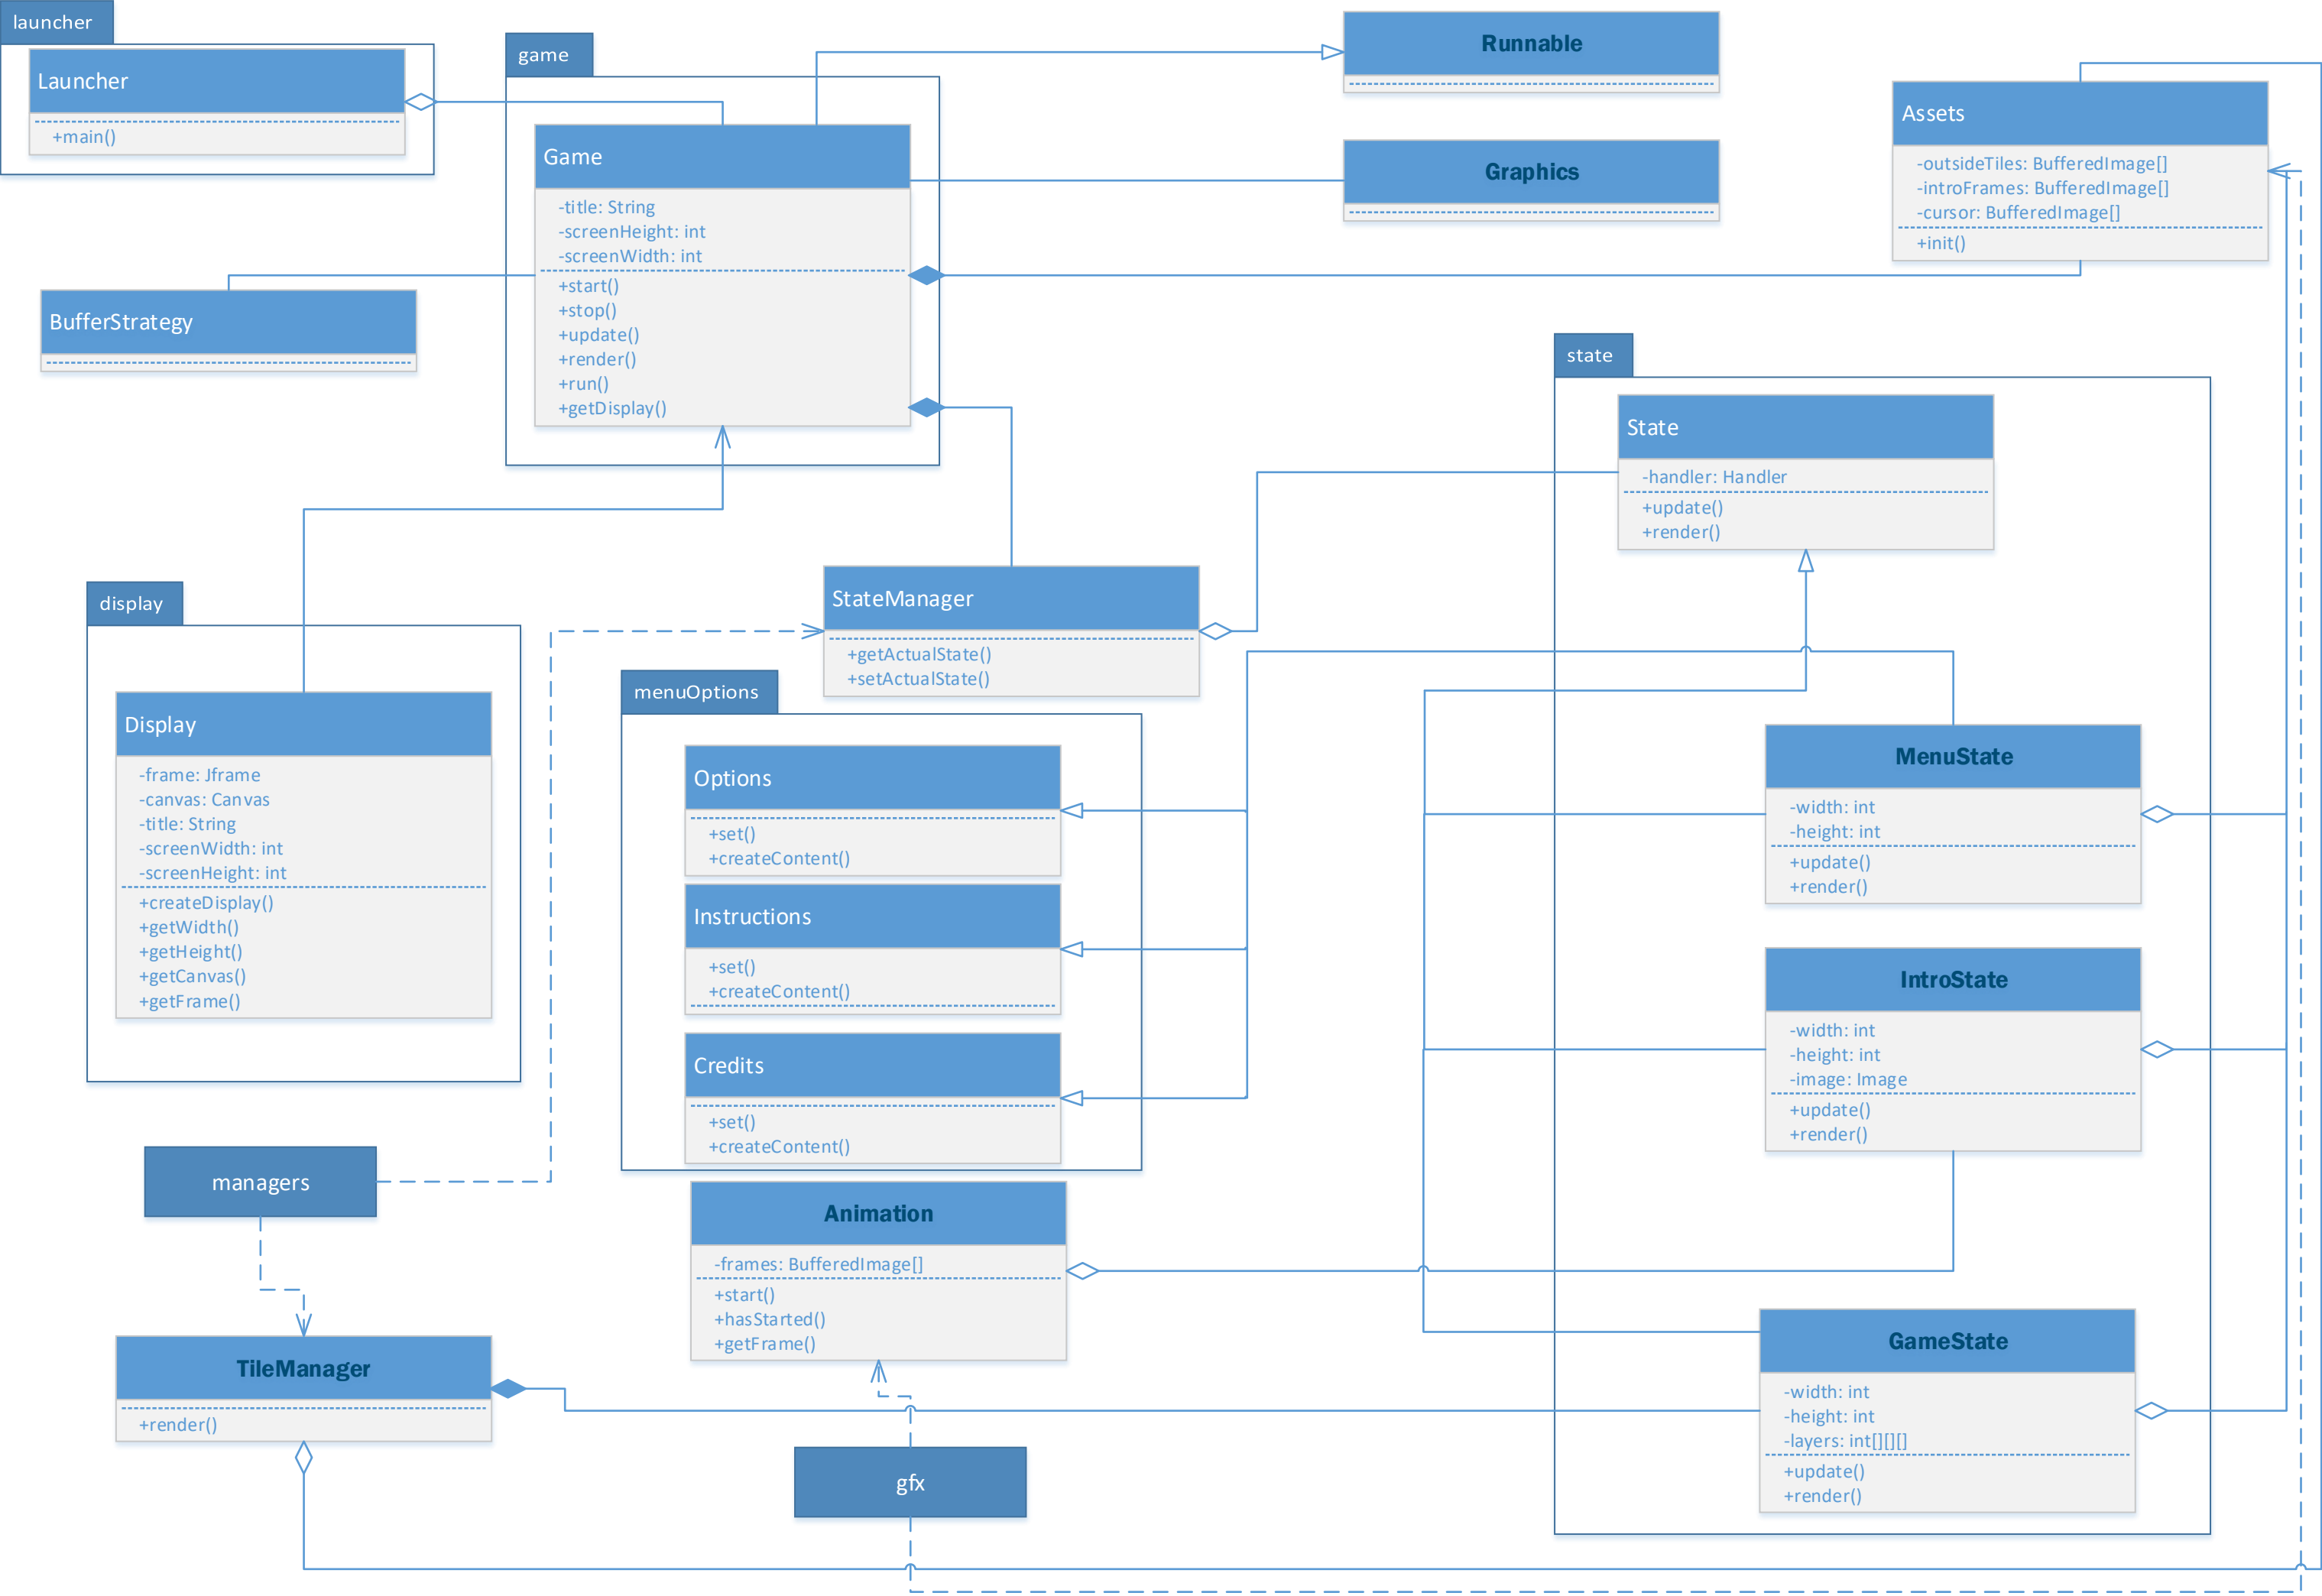 launcher
Launcher
+main()
game
Game
-title: String
-screenHeight: int
-screenWidth: int
+start()
+stop()
+update()
+render()
+run()
+getDisplay()
Runnable
Graphics
Assets
-outsideTiles: BufferedImage[]
-introFrames: BufferedImage[]
-cursor: BufferedImage[]
+init()
BufferStrategy
state
State
-handler: Handler
+update()
+render()
StateManager
+getActualState()
+setActualState()
display
Display
-frame: Jframe
-canvas: Canvas
-title: String
-screenWidth: int
-screenHeight: int
+createDisplay()
+getWidth()
+getHeight()
+getCanvas()
+getFrame()
menuOptions
Options
+set()
+createContent()
Instructions
+set()
+createContent()
Credits
+set()
+createContent()
MenuState
-width: int
-height: int
+update()
+render()
IntroState
-width: int
-height: int
-image: Image
+update()
+render()
managers
Animation
-frames: BufferedImage[]
+start()
+hasStarted()
+getFrame()
TileManager
+render()
GameState
-width: int
-height: int
-layers: int[][][]
+update()
+render()
gfx